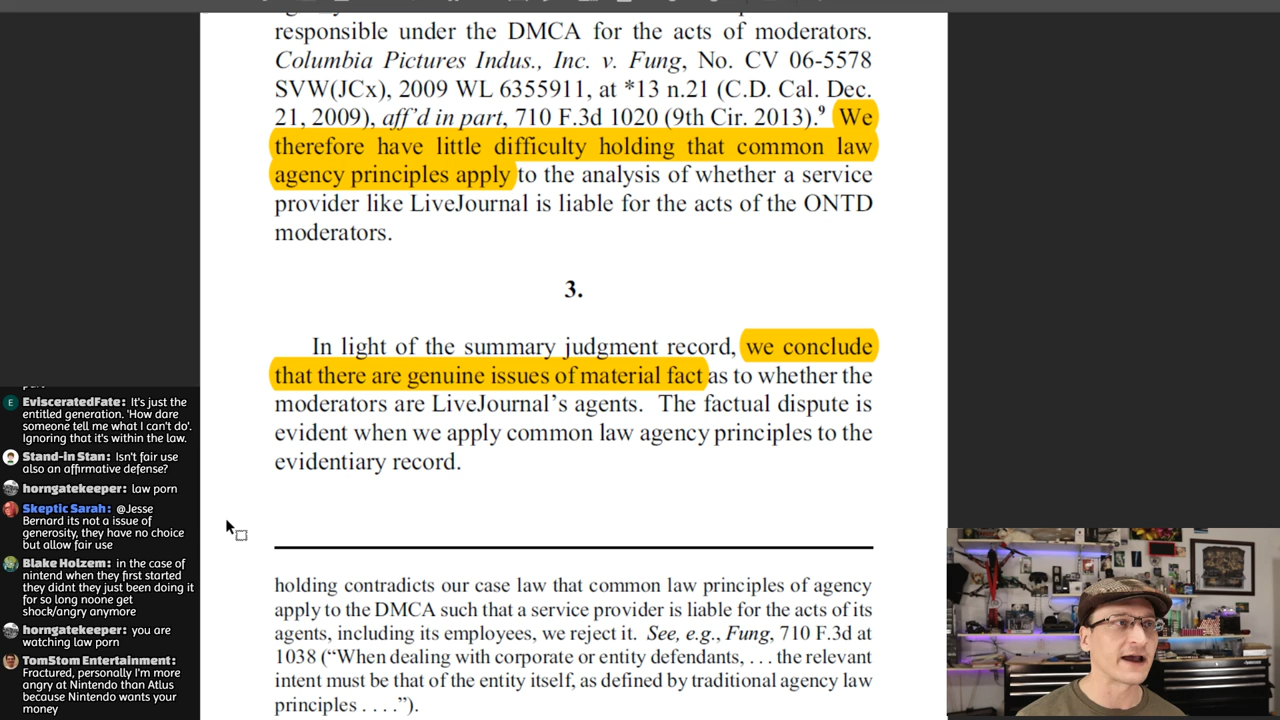 responsible under the DMCA for the acts of moderators.
Columbia Pictures Indus., Inc. v. Fung, No. CV 06-5578
SVW(JCx), 2009 WL 6355911, at *13 n.21 (C.D. Cal. Dec.
21, 2009), aff'd in part, 710 F.3d 1020 (9th Cir. 2013).⁹ We
therefore have little difficulty holding that common law
agency principles apply to the analysis of whether a service
provider like LiveJournal is liable for the acts of the ONTD
moderators.
3.
In light of the summary judgment record, we conclude
that there are genuine issues of material fact as to whether the
moderators are LiveJournal's agents. The factual dispute is
evident when we apply common law agency principles to the
evidentiary record.
holding contradicts our case law that common law principles of agency
apply to the DMCA such that a service provider is liable for the acts of its
agents, including its employees, we reject it. See, e.g., Fung, 710 F.3d at
1038 ("When dealing with corporate or entity defendants, . . . the relevant
intent must be that of the entity itself, as defined by traditional agency law
principles . . . .").
part
E
EvisceratedFate: It's just the
entitled generation. 'How dare
someone tell me what I can't do'.
Ignoring that it's within the law.
Stand-in Stan: Isn't fair use
also an affirmative defense?
horngatekeeper: law porn
Skeptic Sarah: @Jesse
Bernard its not a issue of
generosity, they have no choice
but allow fair use
Blake Holzem: in the case of
nintend when they first started
they didnt they just been doing it
for so long noone get
shock/angry anymore
horngatekeeper: you are
watching law porn
TomStom Entertainment:
Fractured, personally I'm more
angry at Nintendo than Atlus
because Nintendo wants your
money